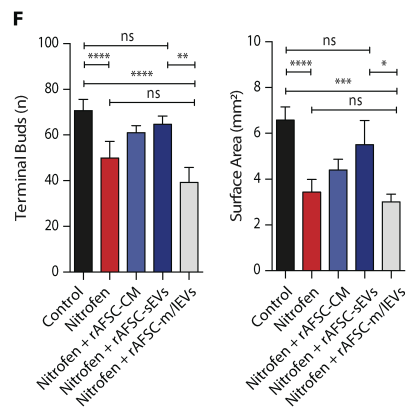 F
Terminal Buds (n)
100
80
60
40
20
0
ns
**** **
****
ns
Control
Nitrofen
Nitrofen + rAFSC-CM
Nitrofen + rAFSC-sEVs
Nitrofen + rAFSC-m/lEVs
Surface Area (mm²)
10
8
6
4
2
0
ns
**** *
***
ns
Control
Nitrofen
Nitrofen + rAFSC-CM
Nitrofen + rAFSC-sEVs
Nitrofen + rAFSC-m/lEVs